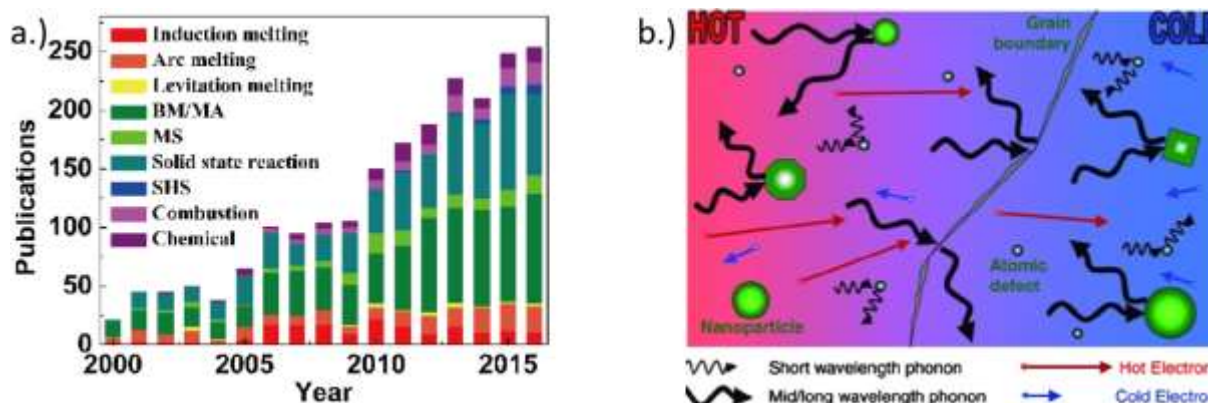 a.)
Induction melting
Arc melting
Levitation melting
BM/MA
MS
Solid state reaction
SHS
Combustion
Chemical
Publications
250
200
150
100
50
0
2000
2005
2010
2015
Year
b.)
HOT
COL
Grain
boundary
Atomic
defect
Nanoparticle
Short wavelength phonon
Hot Electron
Mid/long wavelength phonon
Cold Electro